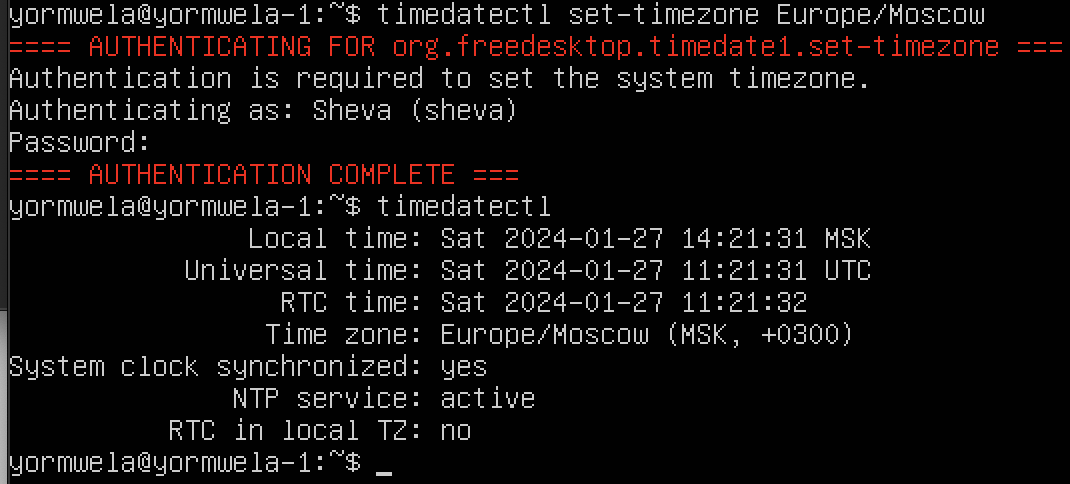 yormwela@yormwela-1:~$ timedatectl set-timezone Europe/Moscow
==== AUTHENTICATING FOR org.freedesktop.timedate1.set-timezone ===
Authentication is required to set the system timezone.
Authenticating as: Sheva (sheva)
Password:
==== AUTHENTICATION COMPLETE ===
yormwela@yormwela-1:~$ timedatectl
Local time: Sat 2024-01-27 14:21:31 MSK
Universal time: Sat 2024-01-27 11:21:31 UTC
RTC time: Sat 2024-01-27 11:21:32
Time zone: Europe/Moscow (MSK, +0300)
System clock synchronized: yes
NTP service: active
RTC in local TZ: no
yormwela@yormwela-1:~$ _